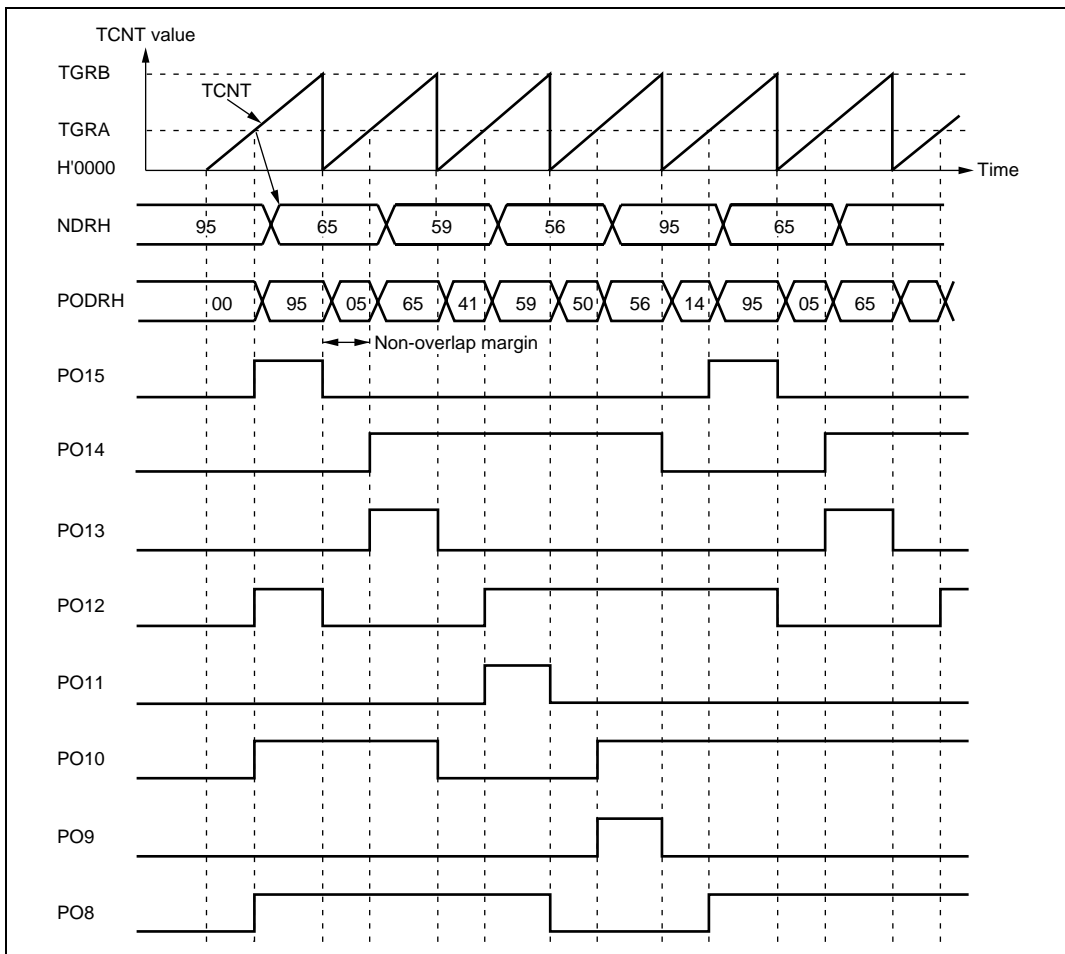 TCNT value
TGRB
TCNT
TGRA
H'0000
Time
NDRH
95 65 59 56 95 65
PODRH
00 95 05 65 41 59 50 56 14 95 05 65
Non-overlap margin
PO15
PO14
PO13
PO12
PO11
PO10
PO9
PO8